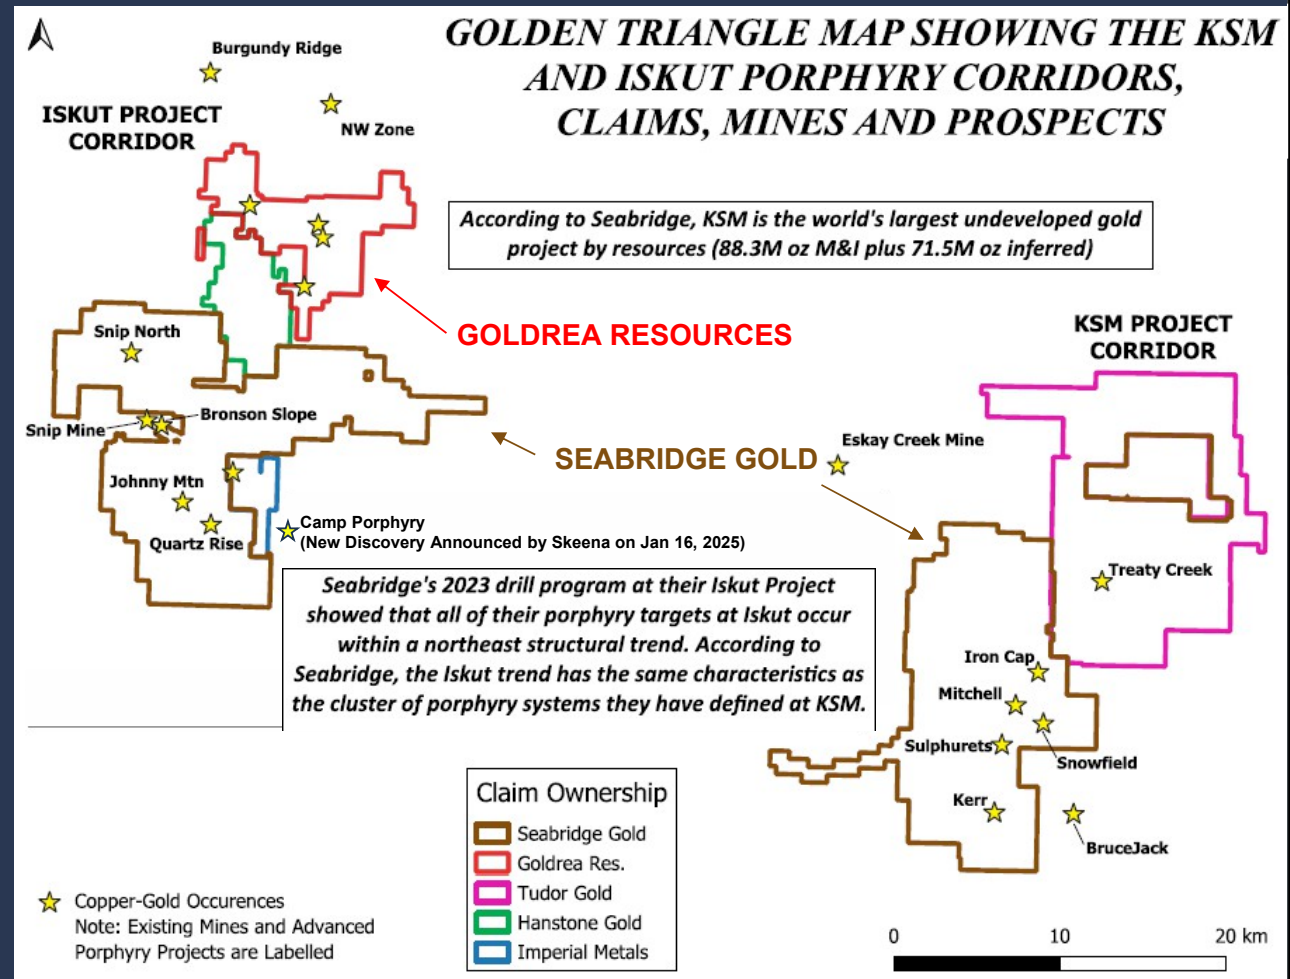 GOLDEN TRIANGLE MAP SHOWING THE KSM
AND ISKUT PORPHYRY CORRIDORS,
CLAIMS, MINES AND PROSPECTS
Burgundy Ridge
NW Zone
ISKUT PROJECT
CORRIDOR
According to Seabridge, KSM is the world's largest undeveloped gold
project by resources (88.3M oz M&I plus 71.5M oz inferred)
GOLDREA RESOURCES
KSM PROJECT
CORRIDOR
Snip North
Bronson Slope
Snip Mine
Eskay Creek Mine
SEABRIDGE GOLD
Johnny Mtn
Quartz Rise
Camp Porphyry
(New Discovery Announced by Skeena on Jan 16, 2025)
Treaty Creek
Seabridge's 2023 drill program at their Iskut Project
showed that all of their porphyry targets at Iskut occur
within a northeast structural trend. According to
Seabridge, the Iskut trend has the same characteristics as
the cluster of porphyry systems they have defined at KSM.
Iron Cap
Mitchell
Sulphurets
Snowfield
Kerr
BruceJack
Claim Ownership
Seabridge Gold
Goldrea Res.
Tudor Gold
Hanstone Gold
Imperial Metals
Copper-Gold Occurences
Note: Existing Mines and Advanced
Porphyry Projects are Labelled
0 10 20 km